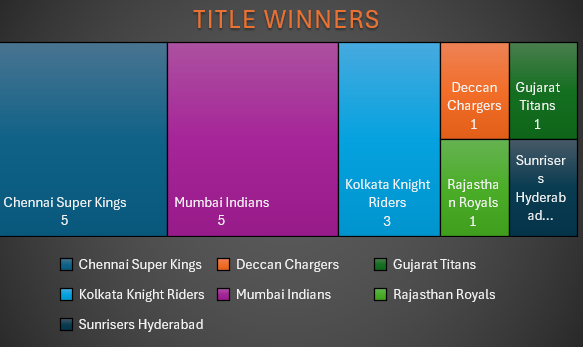 TITLE WINNERS
Chennai Super Kings
5
Mumbai Indians
5
Kolkata Knight
Riders
3
Deccan
Chargers
1
Gujarat
Titans
1
Rajastha
n Royals
1
Sunriser
s
Hyderab
ad...
Chennai Super Kings
Deccan Chargers
Gujarat Titans
Kolkata Knight Riders
Mumbai Indians
Rajasthan Royals
Sunrisers Hyderabad